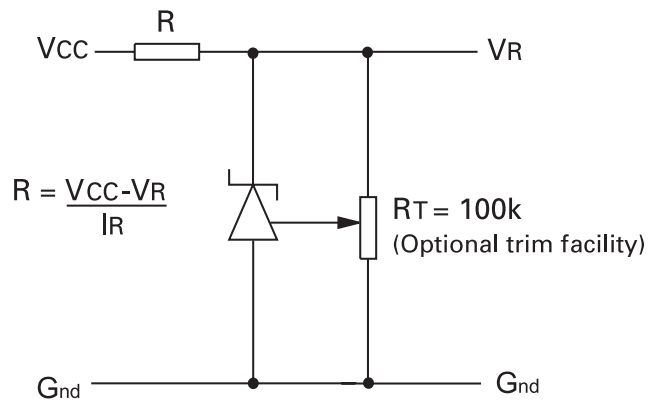 R
VCC
VR
R = VCC-VR
IR
RT = 100k
(Optional trim facility)
Gnd
Gnd